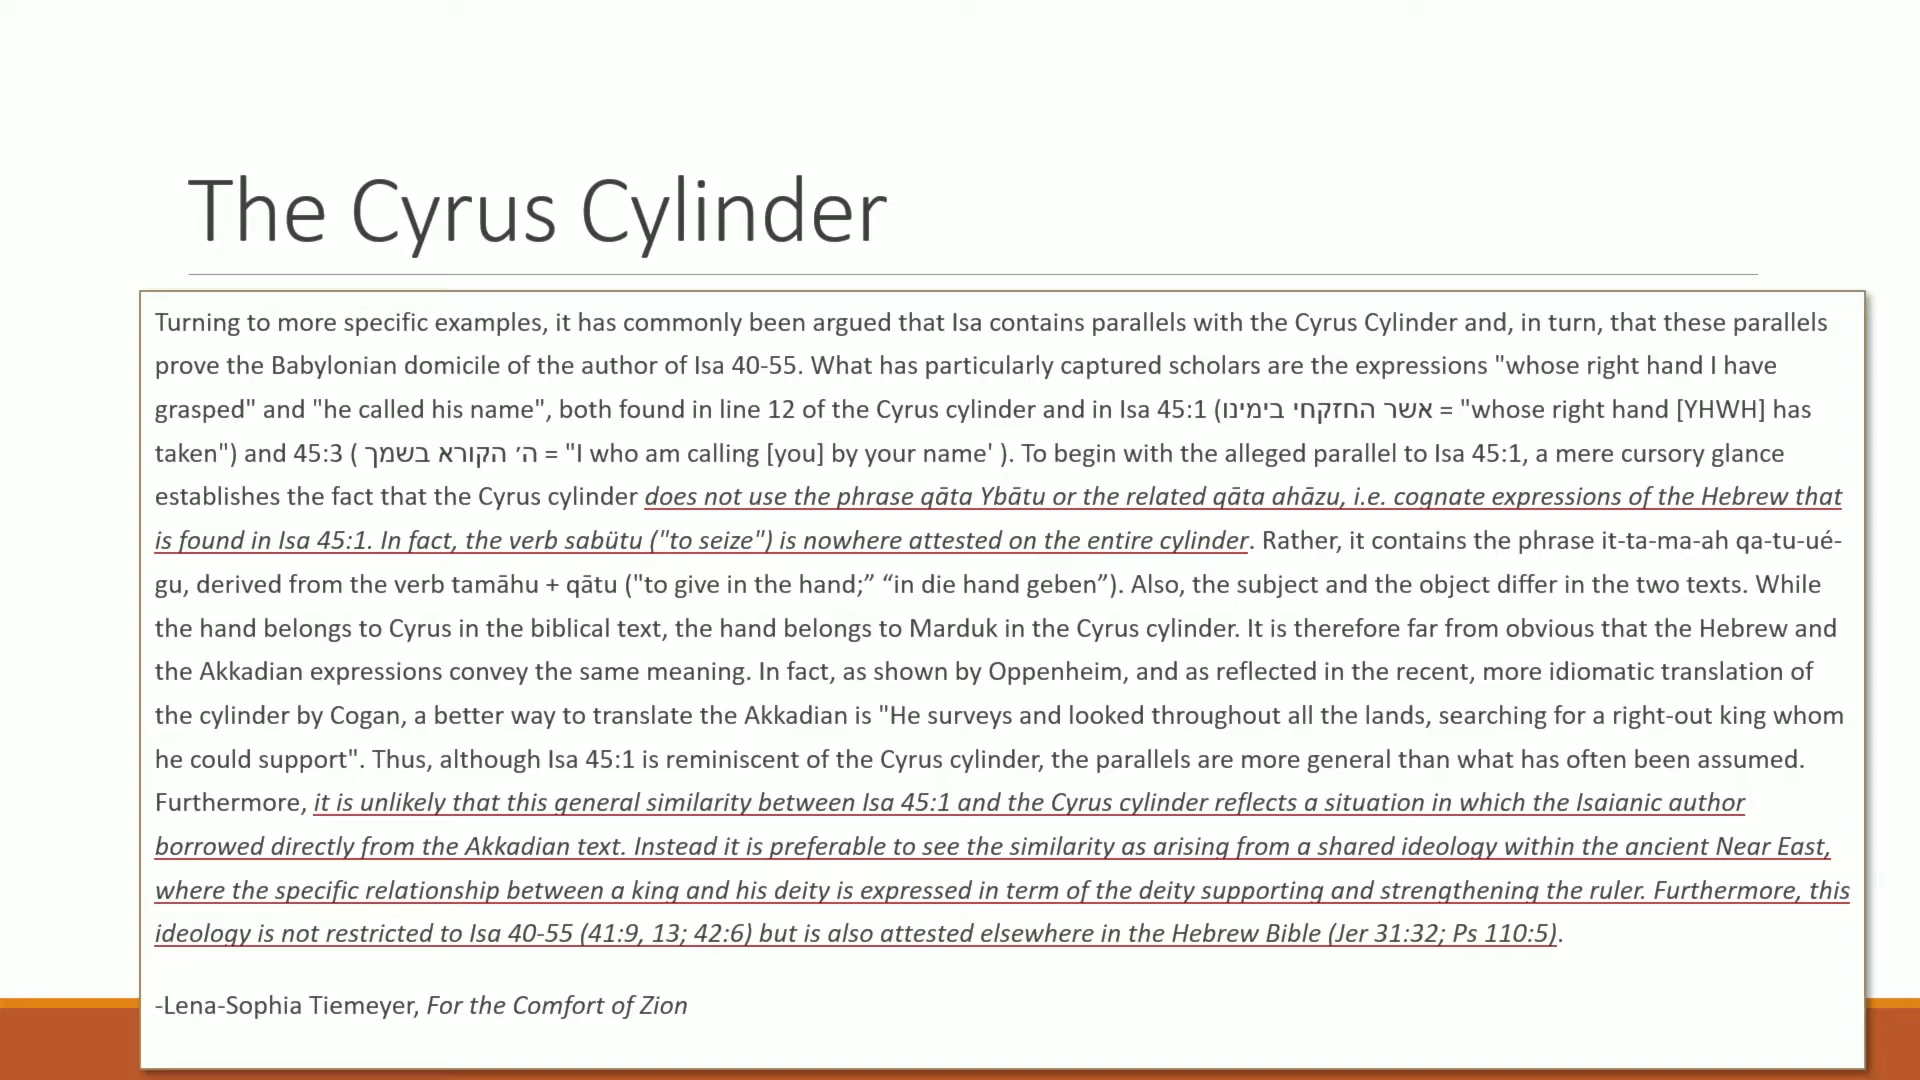 The Cyrus Cylinder
Turning to more specific examples, it has commonly been argued that Isa contains parallels with the Cyrus Cylinder and, in turn, that these parallels
prove the Babylonian domicile of the author of Isa 40-55. What has particularly captured scholars are the expressions "whose right hand I have
grasped" and "he called his name", both found in line 12 of the Cyrus cylinder and in Isa 45:1 (אשר החזקחי בימינו = "whose right hand [YHWH] has
taken") and 45:3 ( ה׳ הקורא בשמך = "I who am calling [you] by your name' ). To begin with the alleged parallel to Isa 45:1, a mere cursory glance
establishes the fact that the Cyrus cylinder does not use the phrase qāta Ybātu or the related qāta ahāzu, i.e. cognate expressions of the Hebrew that
is found in Isa 45:1. In fact, the verb sabütu ("to seize") is nowhere attested on the entire cylinder. Rather, it contains the phrase it-ta-ma-ah qa-tu-ué-
gu, derived from the verb tamāhu + qātu ("to give in the hand;” “in die hand geben”). Also, the subject and the object differ in the two texts. While
the hand belongs to Cyrus in the biblical text, the hand belongs to Marduk in the Cyrus cylinder. It is therefore far from obvious that the Hebrew and
the Akkadian expressions convey the same meaning. In fact, as shown by Oppenheim, and as reflected in the recent, more idiomatic translation of
the cylinder by Cogan, a better way to translate the Akkadian is "He surveys and looked throughout all the lands, searching for a right-out king whom
he could support". Thus, although Isa 45:1 is reminiscent of the Cyrus cylinder, the parallels are more general than what has often been assumed.
Furthermore, it is unlikely that this general similarity between Isa 45:1 and the Cyrus cylinder reflects a situation in which the Isaianic author
borrowed directly from the Akkadian text. Instead it is preferable to see the similarity as arising from a shared ideology within the ancient Near East,
where the specific relationship between a king and his deity is expressed in term of the deity supporting and strengthening the ruler. Furthermore, this
ideology is not restricted to Isa 40-55 (41:9, 13; 42:6) but is also attested elsewhere in the Hebrew Bible (Jer 31:32; Ps 110:5).
-Lena-Sophia Tiemeyer, For the Comfort of Zion